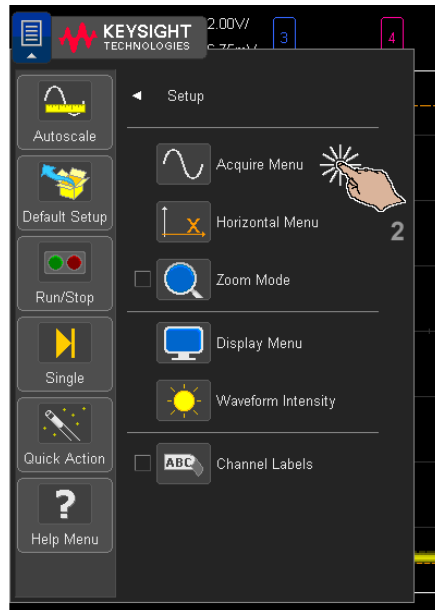 KEYSIGHT
TECHNOLOGIES
2.00V/
3
4
Autoscale
Default Setup
Run/Stop
Single
Quick Action
?
Help Menu
Setup
Acquire Menu
2
X
Horizontal Menu
Zoom Mode
Display Menu
Waveform Intensity
ABC
Channel Labels